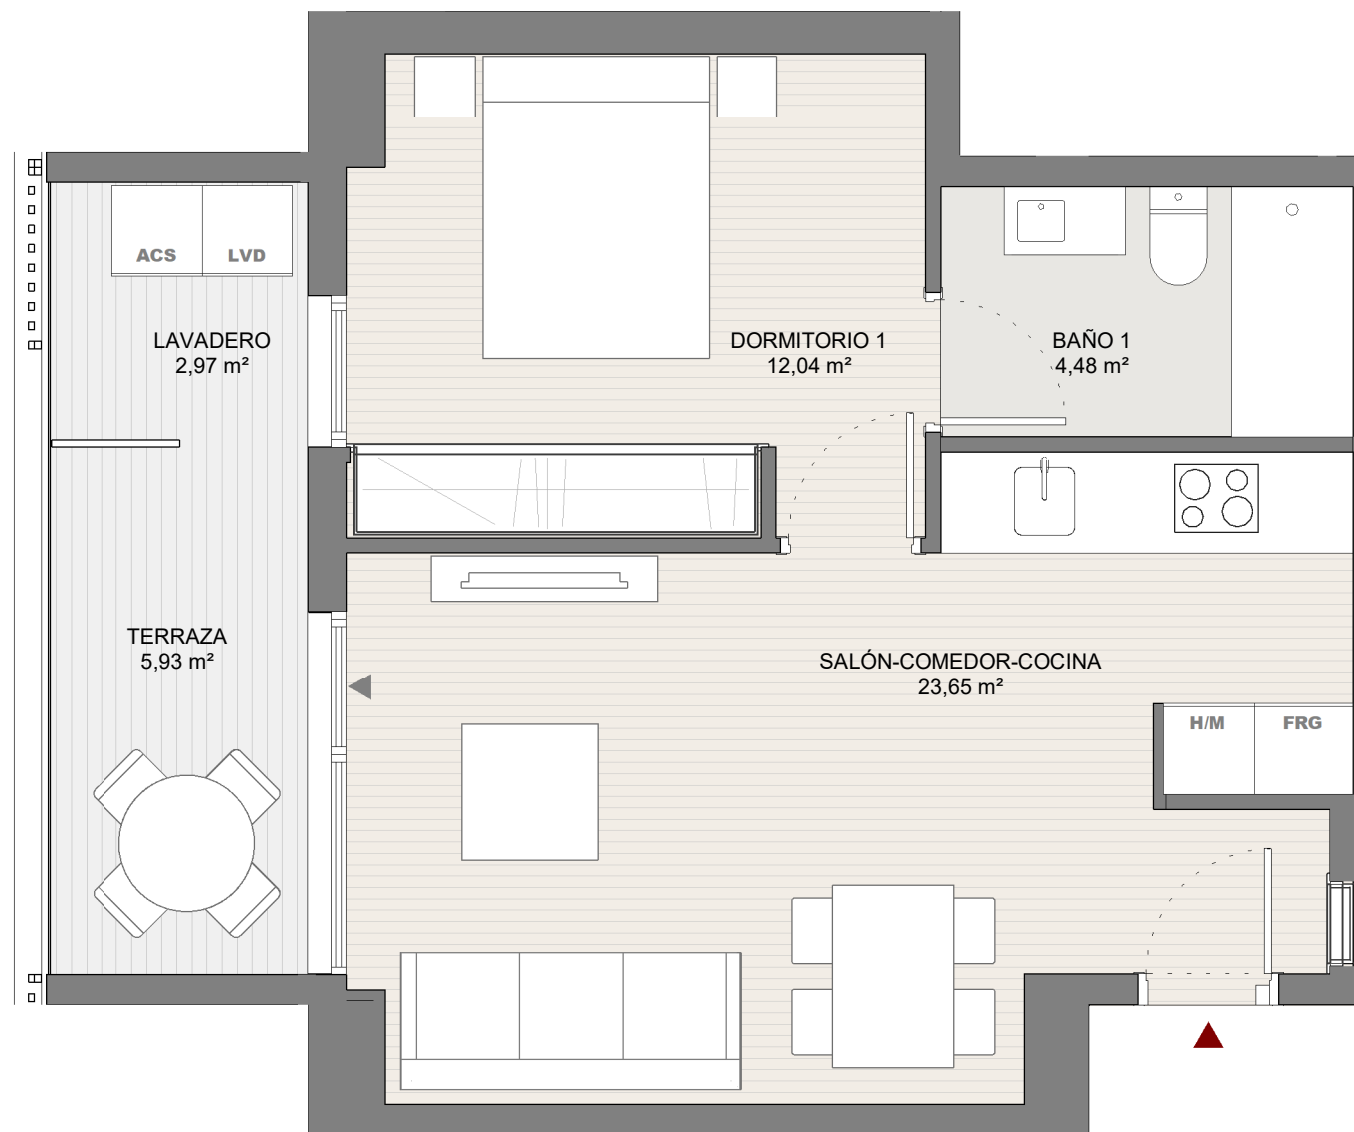 ACS
LVD
LAVADERO
2,97 m²
DORMITORIO 1
12,04 m²
BAÑO 1
4,48 m²
TERRAZA
5,93 m²
SALÓN-COMEDOR-COCINA
23,65 m²
H/M
FRG